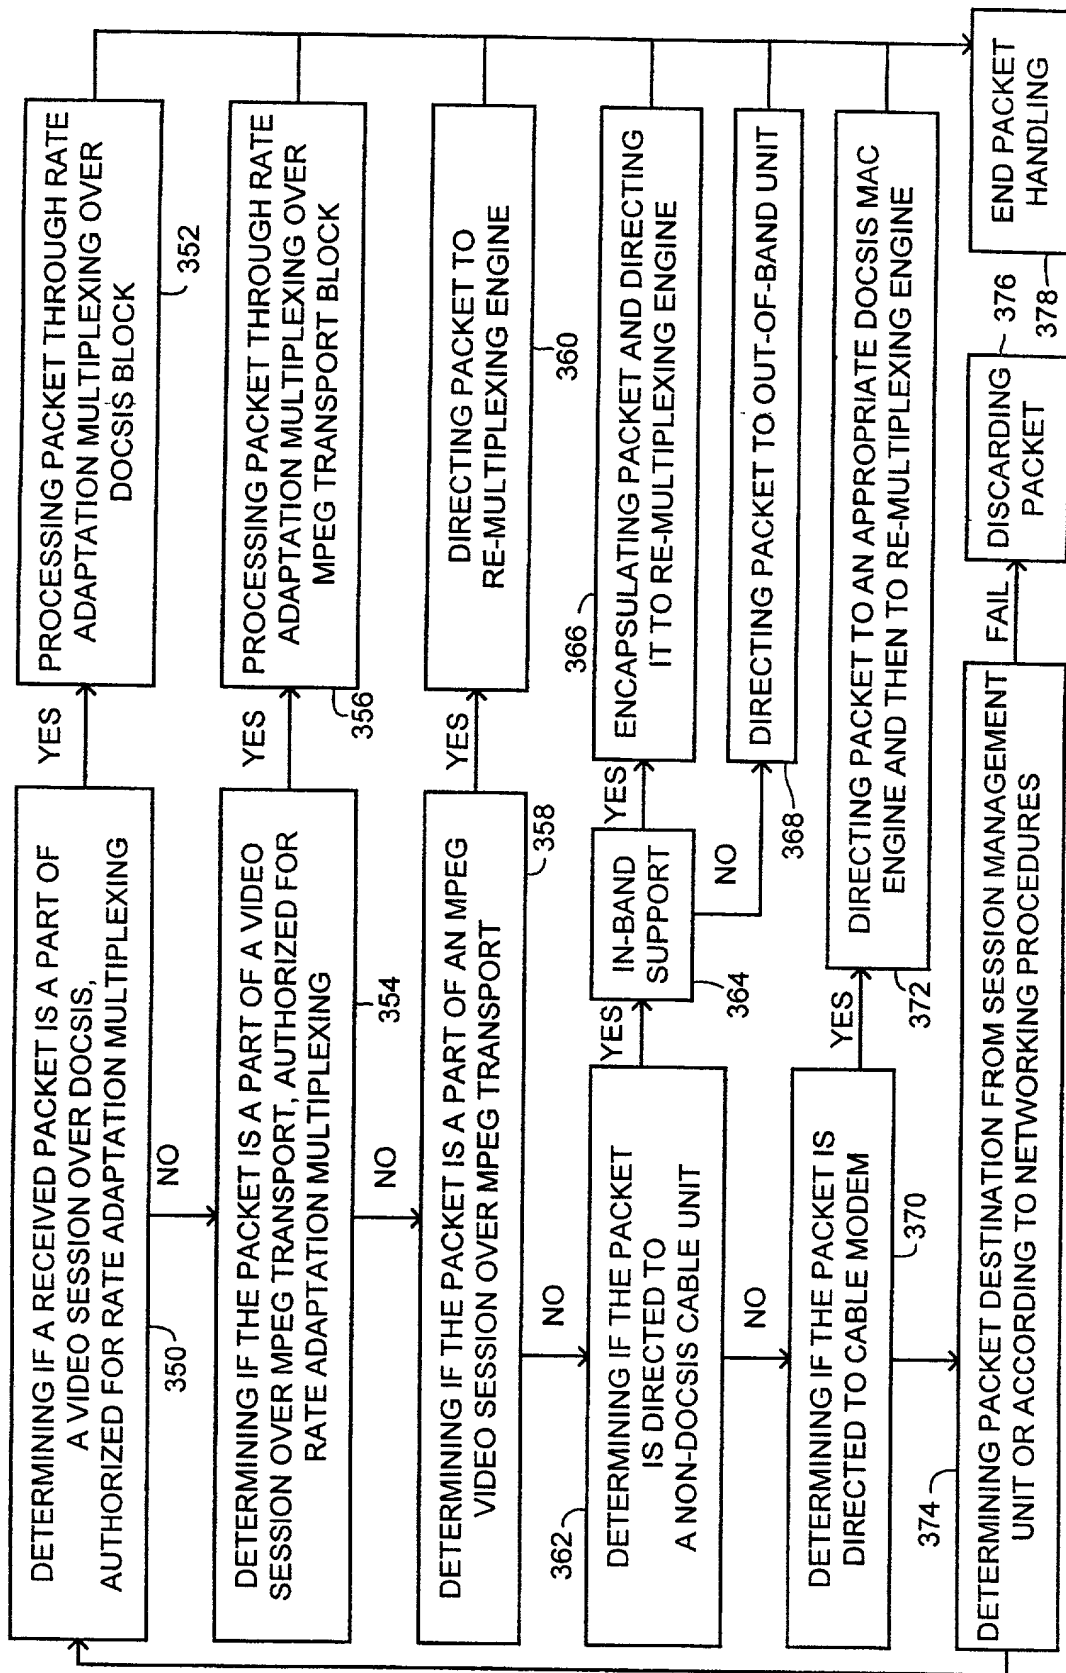 DETERMINING IF A RECEIVED PACKET IS A PART OF
A VIDEO SESSION OVER DOCSIS,
AUTHORIZED FOR RATE ADAPTATION MULTIPLEXING
350
YES
PROCESSING PACKET THROUGH RATE
ADAPTATION MULTIPLEXING OVER
DOCSIS BLOCK
352
NO
DETERMINING IF THE PACKET IS A PART OF A VIDEO
SESSION OVER MPEG TRANSPORT, AUTHORIZED FOR
RATE ADAPTATION MULTIPLEXING
354
YES
PROCESSING PACKET THROUGH RATE
ADAPTATION MULTIPLEXING OVER
MPEG TRANSPORT BLOCK
356
NO
DETERMINING IF THE PACKET IS A PART OF AN MPEG
VIDEO SESSION OVER MPEG TRANSPORT
358
YES
DIRECTING PACKET TO
RE-MULTIPLEXING ENGINE
360
NO
362
DETERMINING IF THE PACKET
IS DIRECTED TO
A NON-DOCSIS CABLE UNIT
YES
IN-BAND
SUPPORT
364
YES
366
ENCAPSULATING PACKET AND DIRECTING
IT TO RE-MULTIPLEXING ENGINE
NO
DIRECTING PACKET TO OUT-OF-BAND UNIT
368
NO
DETERMINING IF THE PACKET IS
DIRECTED TO CABLE MODEM
370
YES
DIRECTING PACKET TO AN APPROPRIATE DOCSIS MAC
ENGINE AND THEN TO RE-MULTIPLEXING ENGINE
372
374
DETERMINING PACKET DESTINATION FROM SESSION MANAGEMENT
UNIT OR ACCORDING TO NETWORKING PROCEDURES
FAIL
DISCARDING
PACKET
376
END PACKET
HANDLING
378